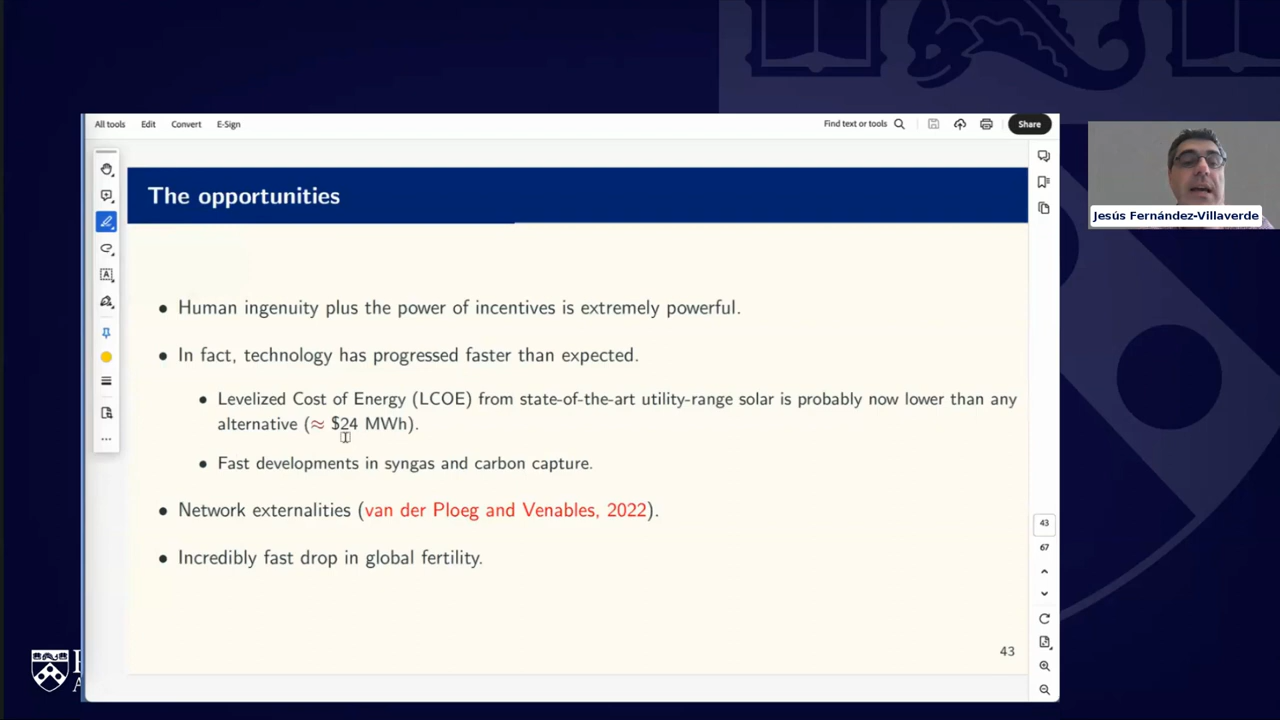 All tools Edit Convert E-Sign Find text or tools Share
Jesús Fernández-Villaverde
The opportunities
• Human ingenuity plus the power of incentives is extremely powerful.
• In fact, technology has progressed faster than expected.
• Levelized Cost of Energy (LCOE) from state-of-the-art utility-range solar is probably now lower than any
alternative (≈ $24 MWh).
• Fast developments in syngas and carbon capture.
• Network externalities (van der Ploeg and Venables, 2022).
• Incredibly fast drop in global fertility.
43
67
43